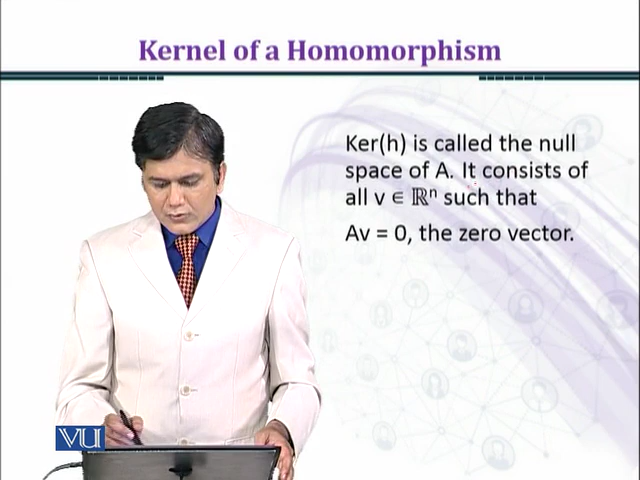 Kernel of a Homomorphism
Ker(h) is called the null
space of A. It consists of
all v ∈ ℝⁿ such that
Av = 0, the zero vector.
VU